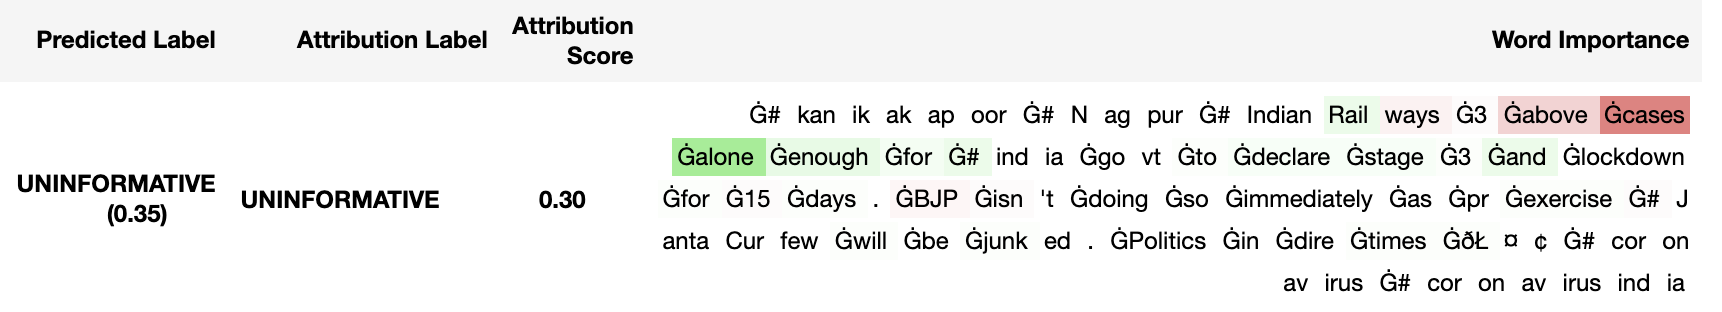 Predicted Label Attribution Label Attribution Score Word Importance
Ġ# kan ik ak ap oor Ġ# N ag pur Ġ# Indian Rail ways Ġ3 Ġabove Ġcases
Ġalone Ġenough Ġfor Ġ# ind ia Ġgo vt Ġto Ġdeclare Ġstage Ġ3 Ġand Ġlockdown
UNINFORMATIVE (0.35) UNINFORMATIVE 0.30 Ġfor Ġ15 Ġdays . ĠBJP Ġisn 't Ġdoing Ġso Ġimmediately Ġas Ġpr Ġexercise Ġ# J
anta Cur few Ġwill Ġbe Ġjunk ed . ĠPolitics Ġin Ġdire Ġtimes ĠðŁ ¤ ¢ Ġ# cor on
av irus Ġ# cor on av irus ind ia